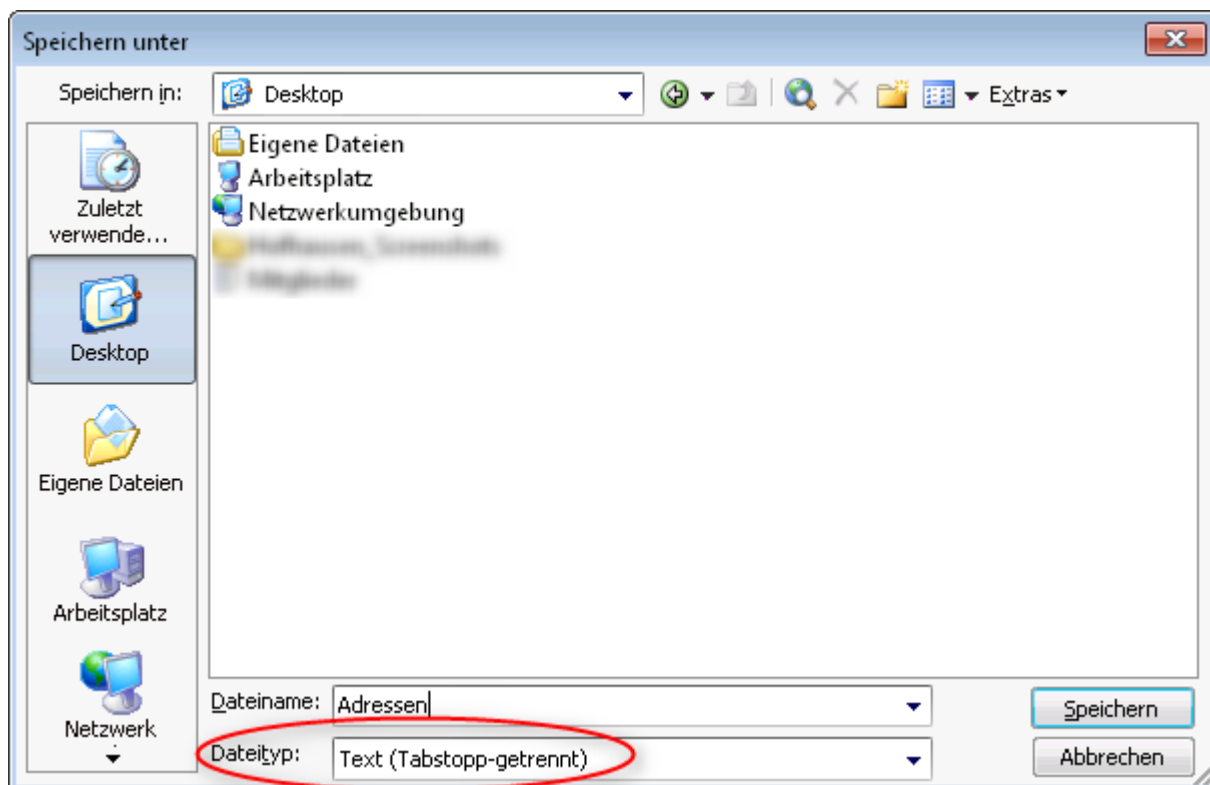 Speichern unter
Speichern in:
Desktop
Extras
Eigene Dateien
Arbeitsplatz
Netzwerkumgebung
Zuletzt
verwende...
Desktop
Eigene Dateien
Arbeitsplatz
Netzwerk
Dateiname:
Adressen
Speichern
Dateityp:
Text (Tabstopp-getrennt)
Abbrechen